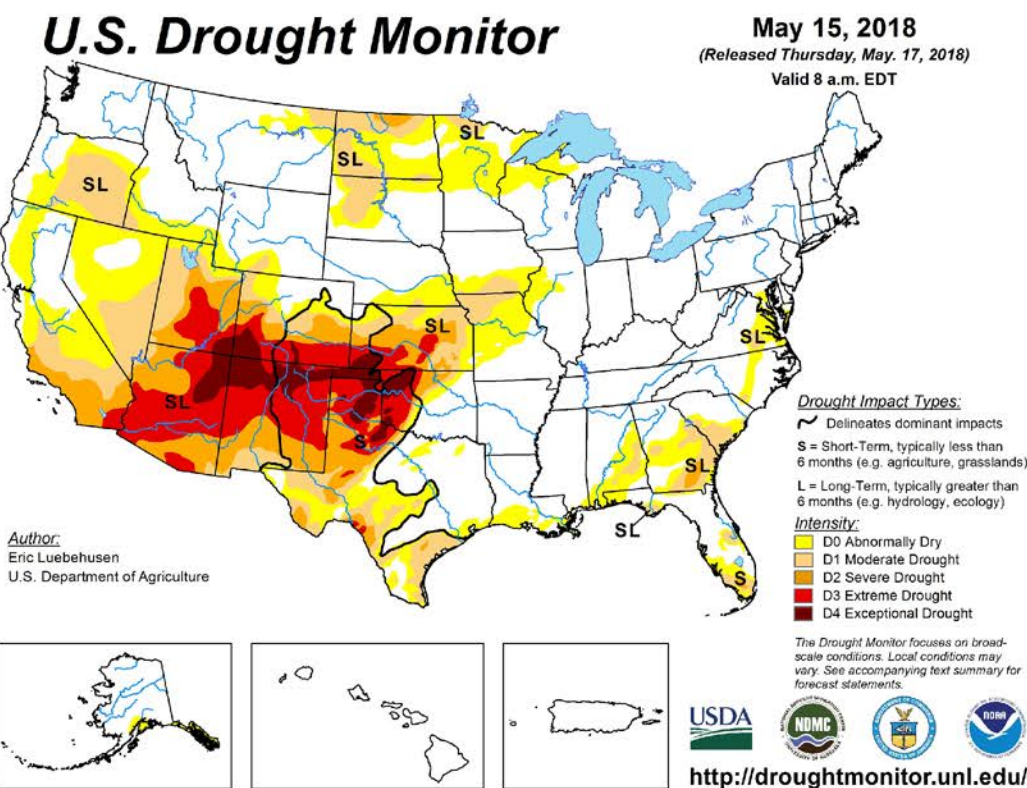 U.S. Drought Monitor
May 15, 2018
(Released Thursday, May. 17, 2018)
Valid 8 a.m. EDT
SL
SL
SL
SL
SL
SL
S
SL
SL
S
Drought Impact Types:
Delineates dominant impacts
S = Short-Term, typically less than
6 months (e.g. agriculture, grasslands)
L = Long-Term, typically greater than
6 months (e.g. hydrology, ecology)
Intensity:
D0 Abnormally Dry
D1 Moderate Drought
D2 Severe Drought
D3 Extreme Drought
D4 Exceptional Drought
Author:
Eric Luebehusen
U.S. Department of Agriculture
The Drought Monitor focuses on broad-
scale conditions. Local conditions may
vary. See accompanying text summary for
forecast statements.
USDA
NDMC
NOAA
http://droughtmonitor.unl.edu/